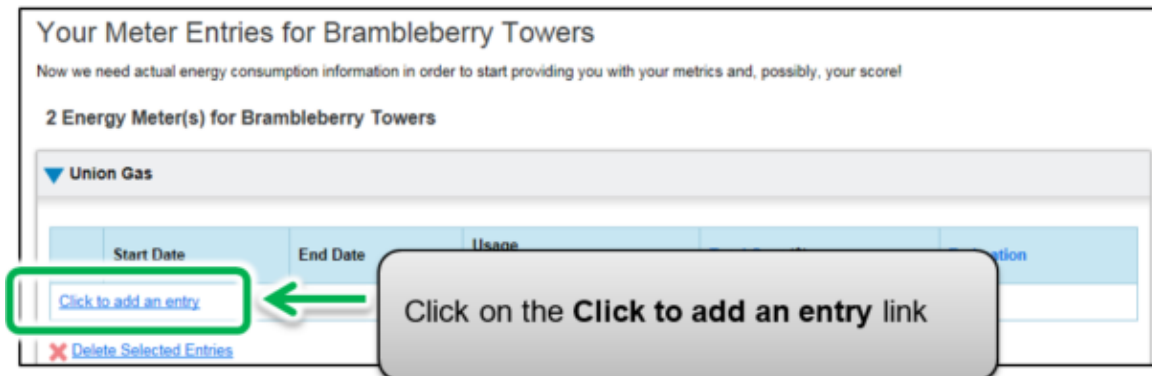 Your Meter Entries for Brambleberry Towers
Now we need actual energy consumption information in order to start providing you with your metrics and, possibly, your score!
2 Energy Meter(s) for Brambleberry Towers
Union Gas
Start Date End Date Usage
Click to add an entry
Click on the Click to add an entry link
Delete Selected Entries